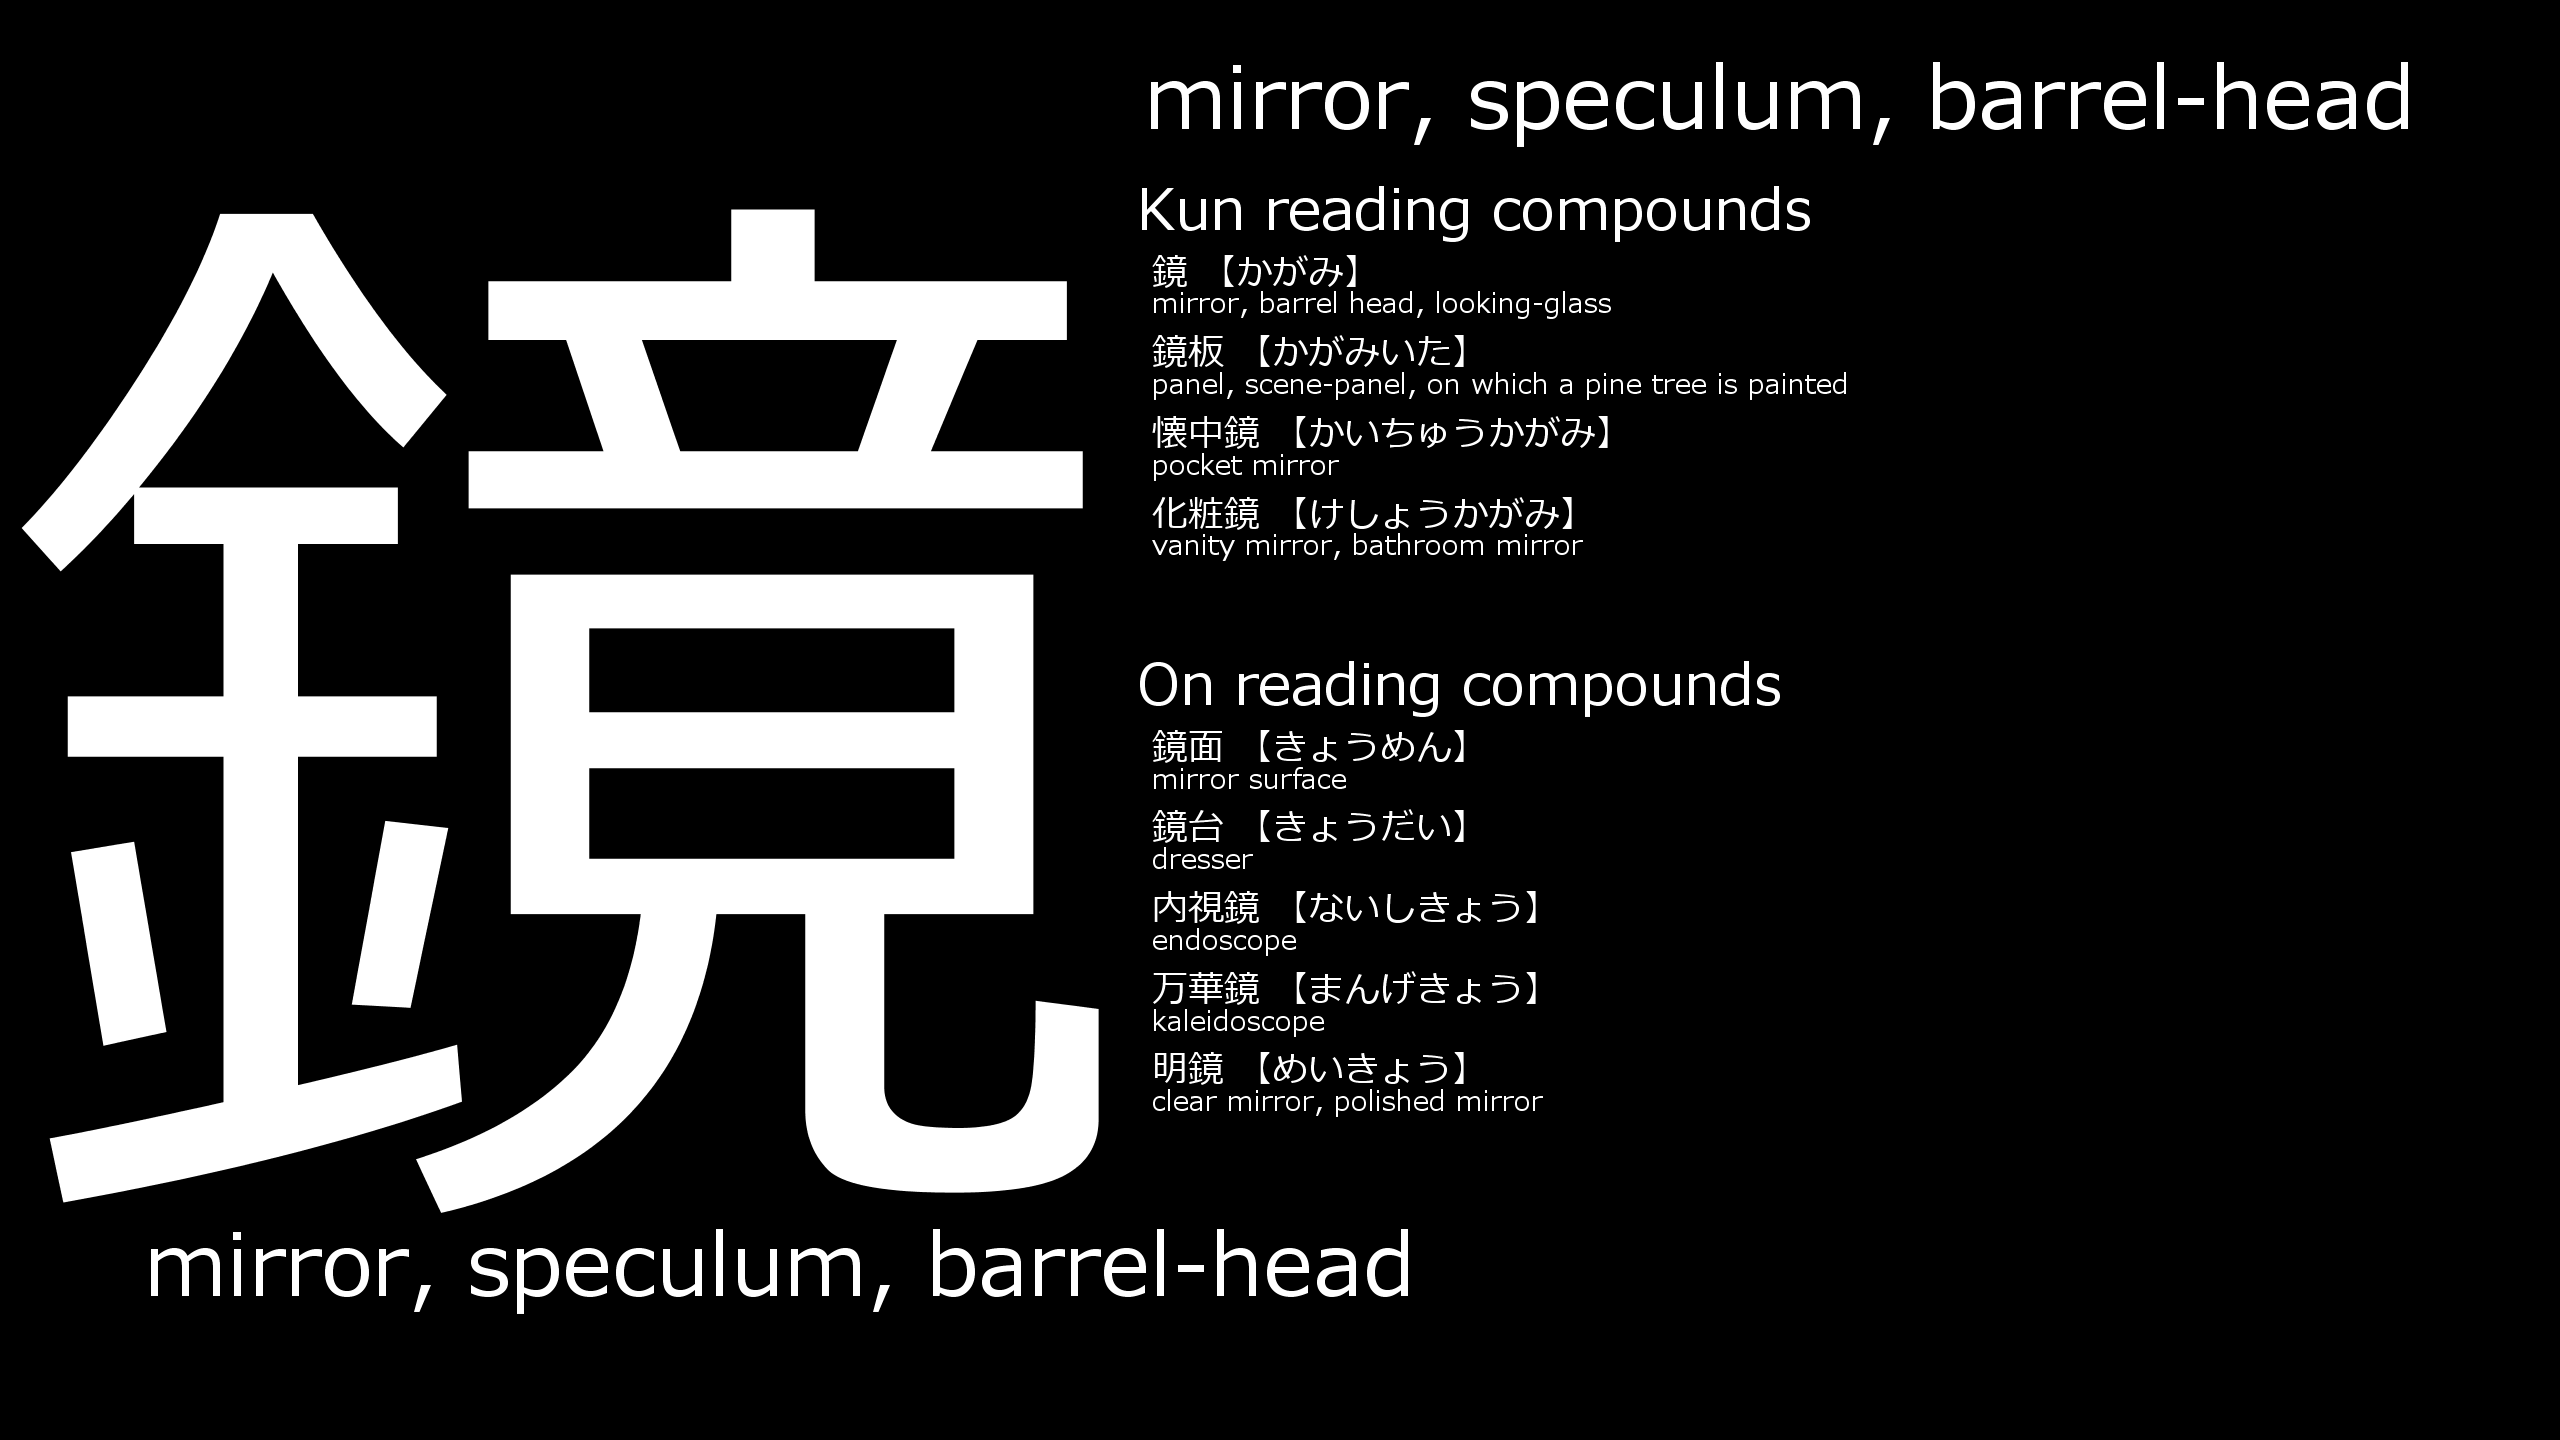 鏡
mirror, speculum, barrel-head
Kun reading compounds
鏡 【かがみ】
mirror, barrel head, looking-glass
鏡板 【かがみいた】
panel, scene-panel, on which a pine tree is painted
懐中鏡 【かいちゅうかがみ】
pocket mirror
化粧鏡 【けしょうかがみ】
vanity mirror, bathroom mirror
On reading compounds
鏡面 【きょうめん】
mirror surface
鏡台 【きょうだい】
dresser
内視鏡 【ないしきょう】
endoscope
万華鏡 【まんげきょう】
kaleidoscope
明鏡 【めいきょう】
clear mirror, polished mirror
mirror, speculum, barrel-head